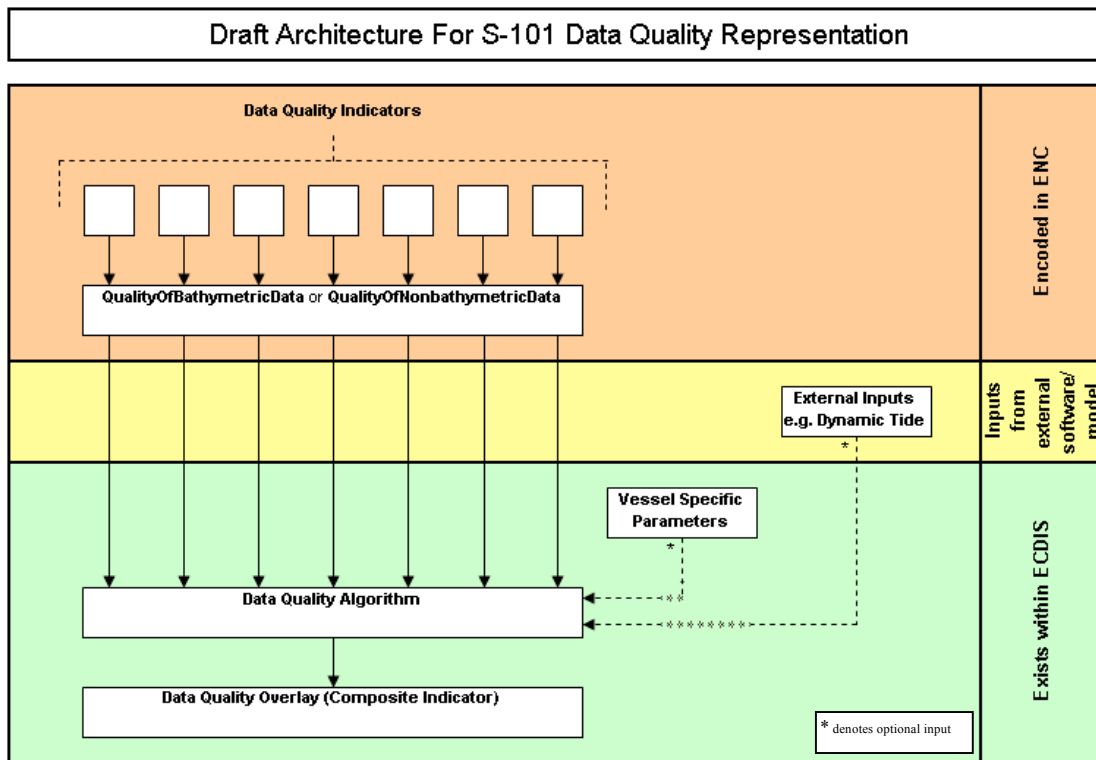 Draft Architecture For S-101 Data Quality Representation
Data Quality Indicators
QualityOfBathymetricData or QualityOfNonbathymetricData
Encoded in ENC
External Inputs
e.g. Dynamic Tide
*
Inputs
from
external
software/
model
Vessel Specific
Parameters
*
Data Quality Algorithm
Data Quality Overlay (Composite Indicator)
Exists within ECDIS
* denotes optional input